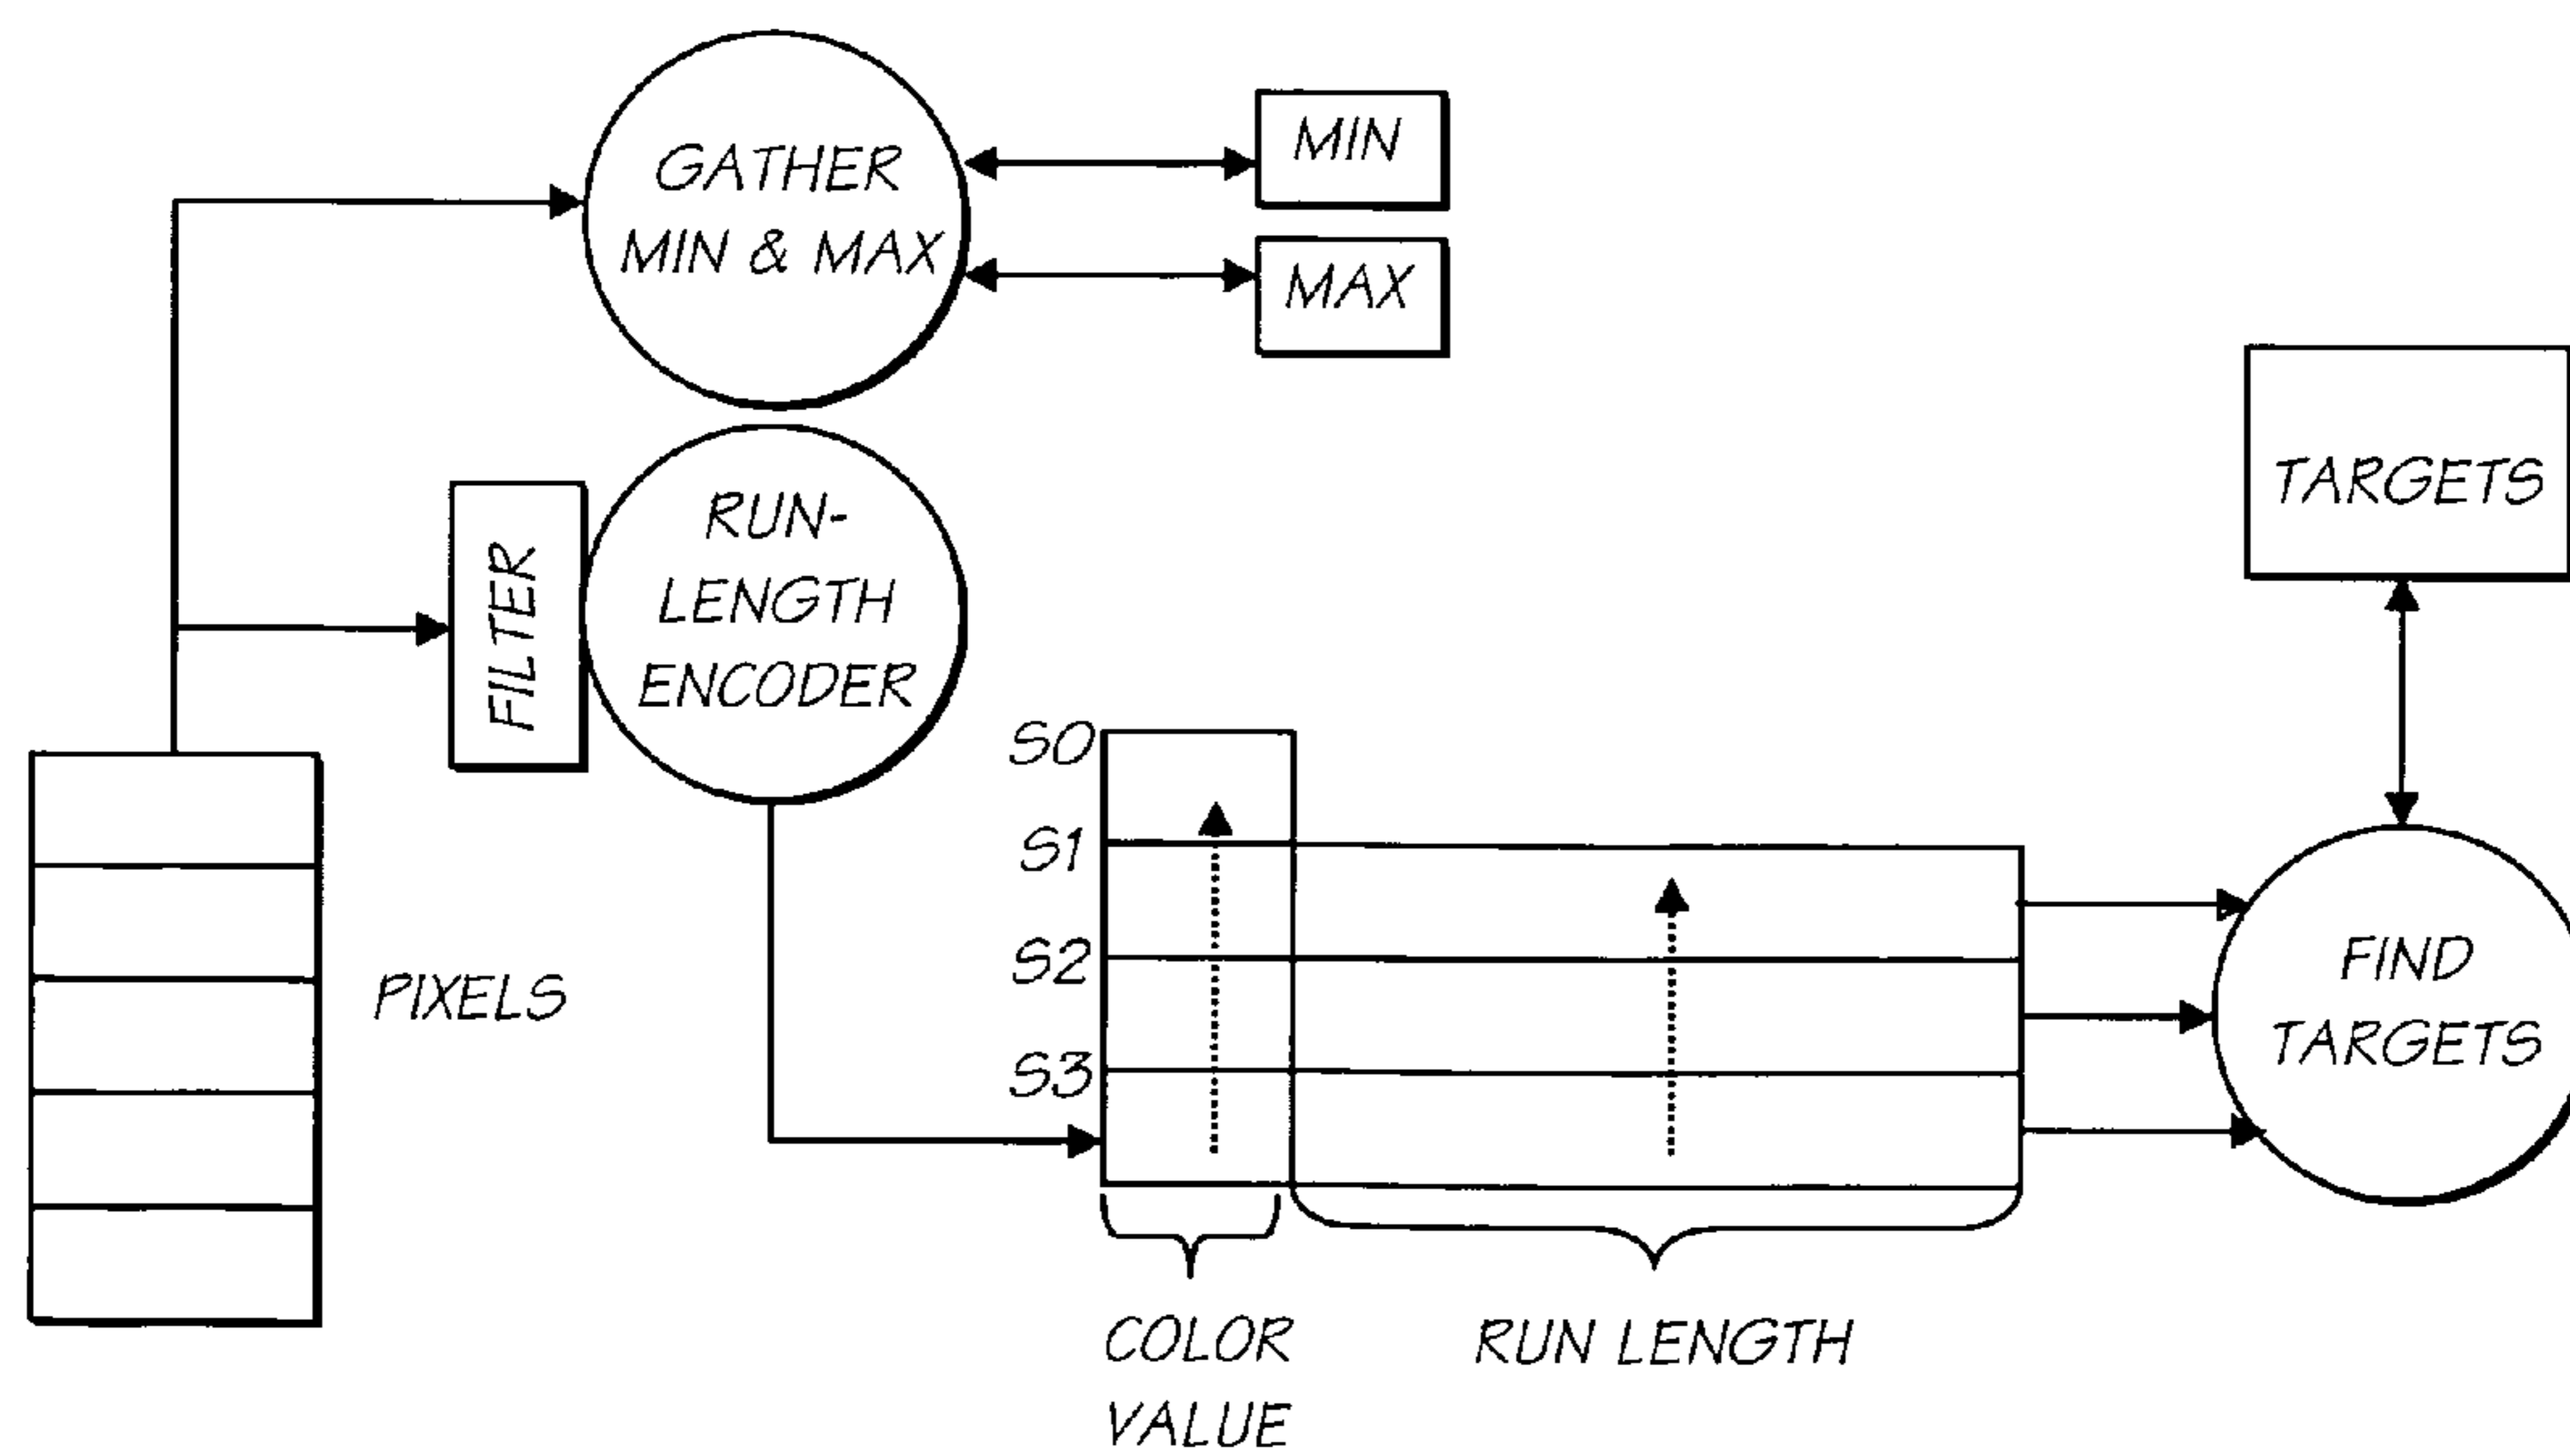 GATHER
MIN & MAX
MIN
MAX
TARGETS
FILTER
RUN-
LENGTH
ENCODER
S0
S1
S2
S3
PIXELS
FIND
TARGETS
COLOR
VALUE
RUN LENGTH